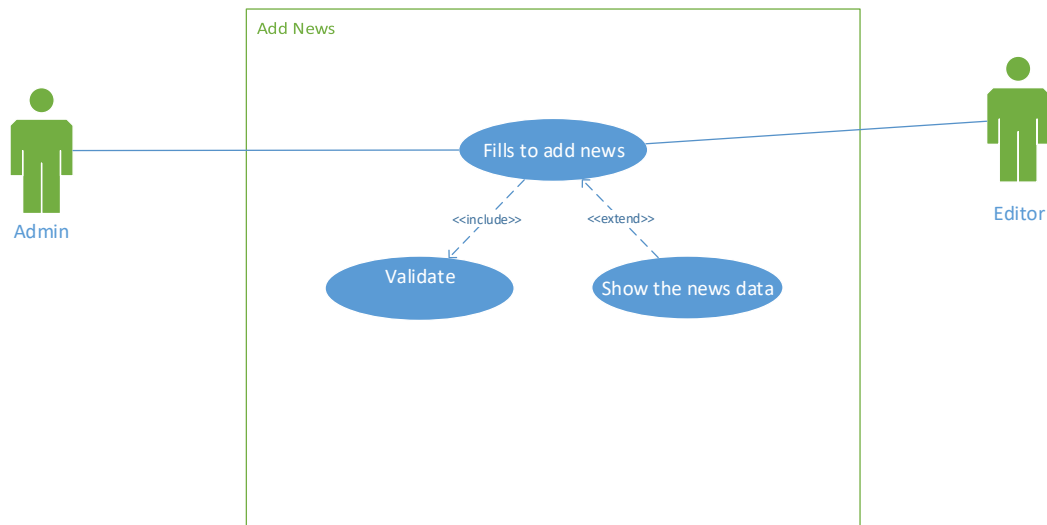 Add News
Fills to add news
<<include>>
<<extend>>
Admin
Editor
Validate
Show the news data